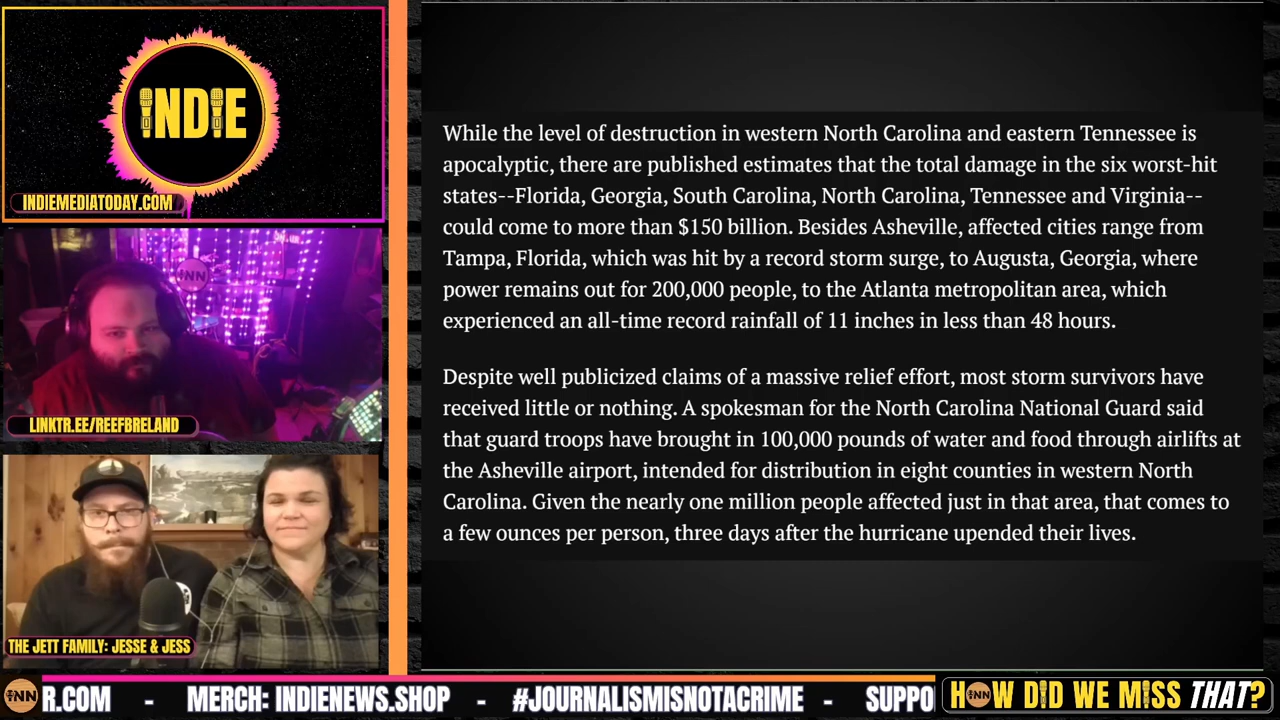 INDIE
INDIEMEDIATODAY.COM
INN
LINKTR.EE/REEFBRELAND
THE JETT FAMILY: JESSE & JESS
While the level of destruction in western North Carolina and eastern Tennessee is
apocalyptic, there are published estimates that the total damage in the six worst-hit
states--Florida, Georgia, South Carolina, North Carolina, Tennessee and Virginia--
could come to more than $150 billion. Besides Asheville, affected cities range from
Tampa, Florida, which was hit by a record storm surge, to Augusta, Georgia, where
power remains out for 200,000 people, to the Atlanta metropolitan area, which
experienced an all-time record rainfall of 11 inches in less than 48 hours.
Despite well publicized claims of a massive relief effort, most storm survivors have
received little or nothing. A spokesman for the North Carolina National Guard said
that guard troops have brought in 100,000 pounds of water and food through airlifts at
the Asheville airport, intended for distribution in eight counties in western North
Carolina. Given the nearly one million people affected just in that area, that comes to
a few ounces per person, three days after the hurricane upended their lives.
INN R.COM - MERCH: INDIENEWS.SHOP - #JOURNALISMISNOTACRIME - SUPPO
HOW DID WE MISS THAT?